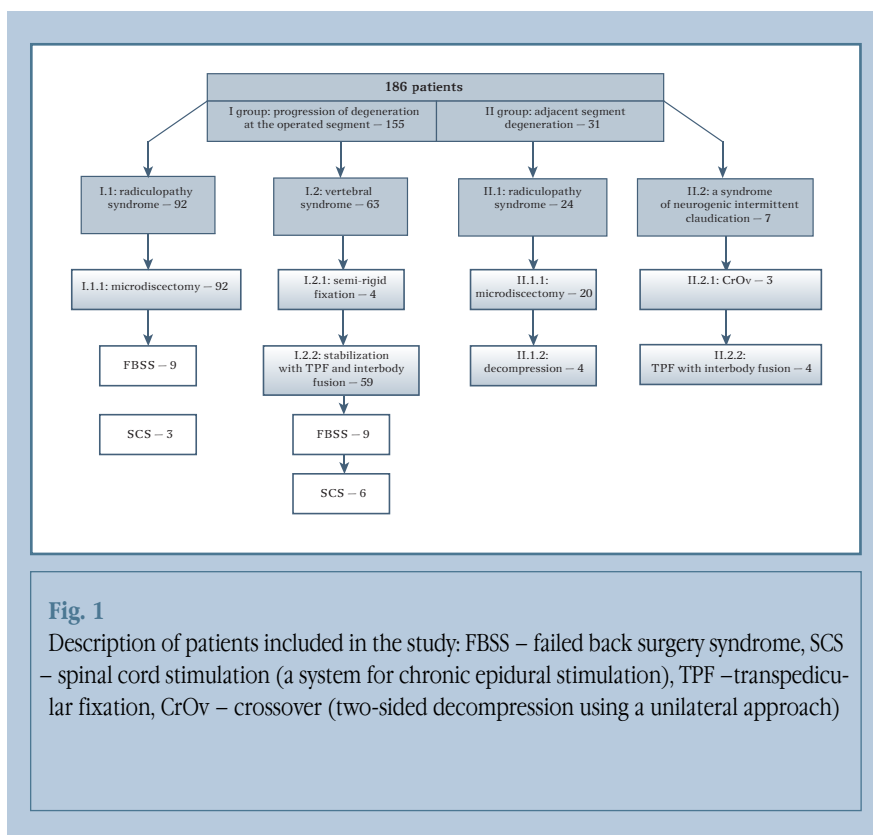 186 patients
I group: progression of degeneration
at the operated segment – 155
II group: adjacent segment
degeneration – 31
I.1: radiculopathy
syndrome – 92
I.2: vertebral
syndrome – 63
II.1: radiculopathy
syndrome – 24
II.2: a syndrome
of neurogenic intermittent
claudication – 7
I.1.1: microdiscectomy – 92
I.2.1: semi-rigid
fixation – 4
II.1.1:
microdiscectomy – 20
II.2.1: CrOv – 3
FBSS – 9
I.2.2: stabilization
with TPF and interbody
fusion – 59
II.1.2:
decompression – 4
II.2.2:
TPF with interbody fusion – 4
SCS – 3
FBSS – 9
SCS – 6
Fig. 1
Description of patients included in the study: FBSS – failed back surgery syndrome, SCS
– spinal cord stimulation (a system for chronic epidural stimulation), TPF –transpedicu-
lar fixation, CrOv – crossover (two-sided decompression using a unilateral approach)